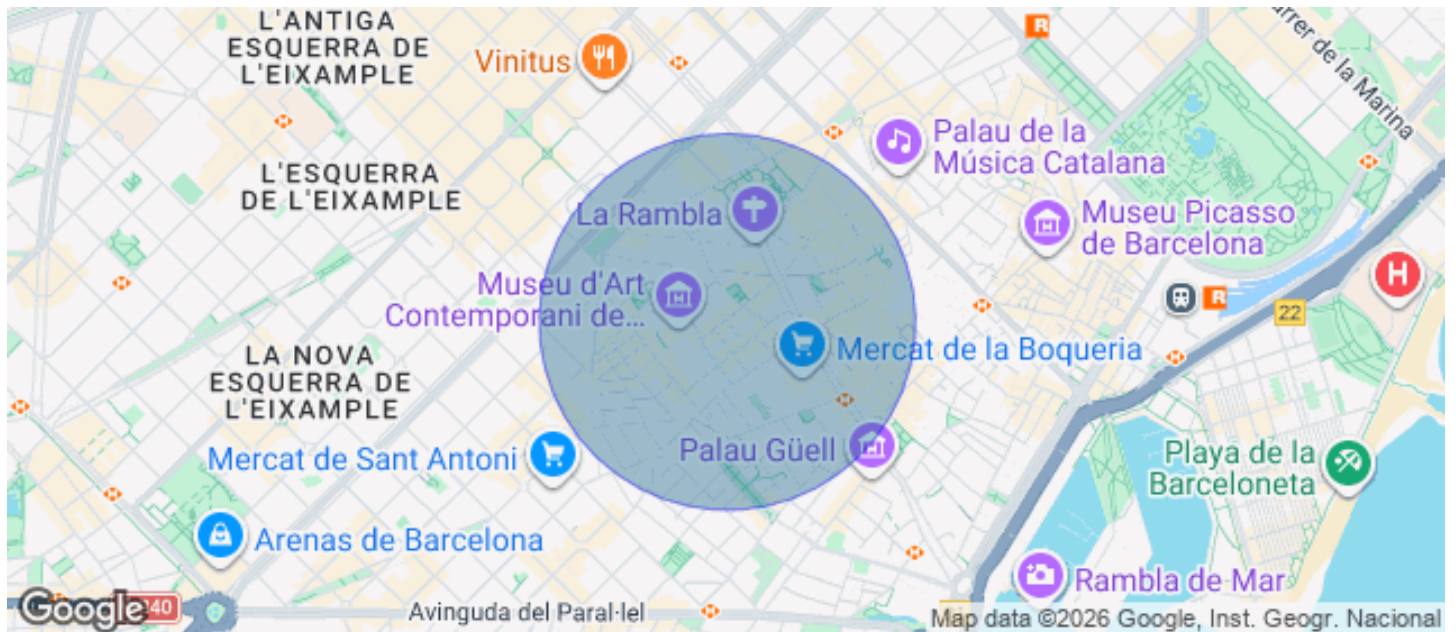 L'ANTIGA
ESQUERRA DE
L'EIXAMPLE
Vinitus
R
Carrer de la Marina
Palau de la
Música Catalana
L'ESQUERRA
DE L'EIXAMPLE
La Rambla
Museu Picasso
de Barcelona
Museu d'Art
Contemporani de...
H
R
22
LA NOVA
ESQUERRA DE
L'EIXAMPLE
Mercat de la Boqueria
Mercat de Sant Antoni
Palau Güell
Playa de la
Barceloneta
Arenas de Barcelona
Rambla de Mar
Google
40
Avinguda del Paral·lel
Map data ©2026 Google, Inst. Geogr. Nacional